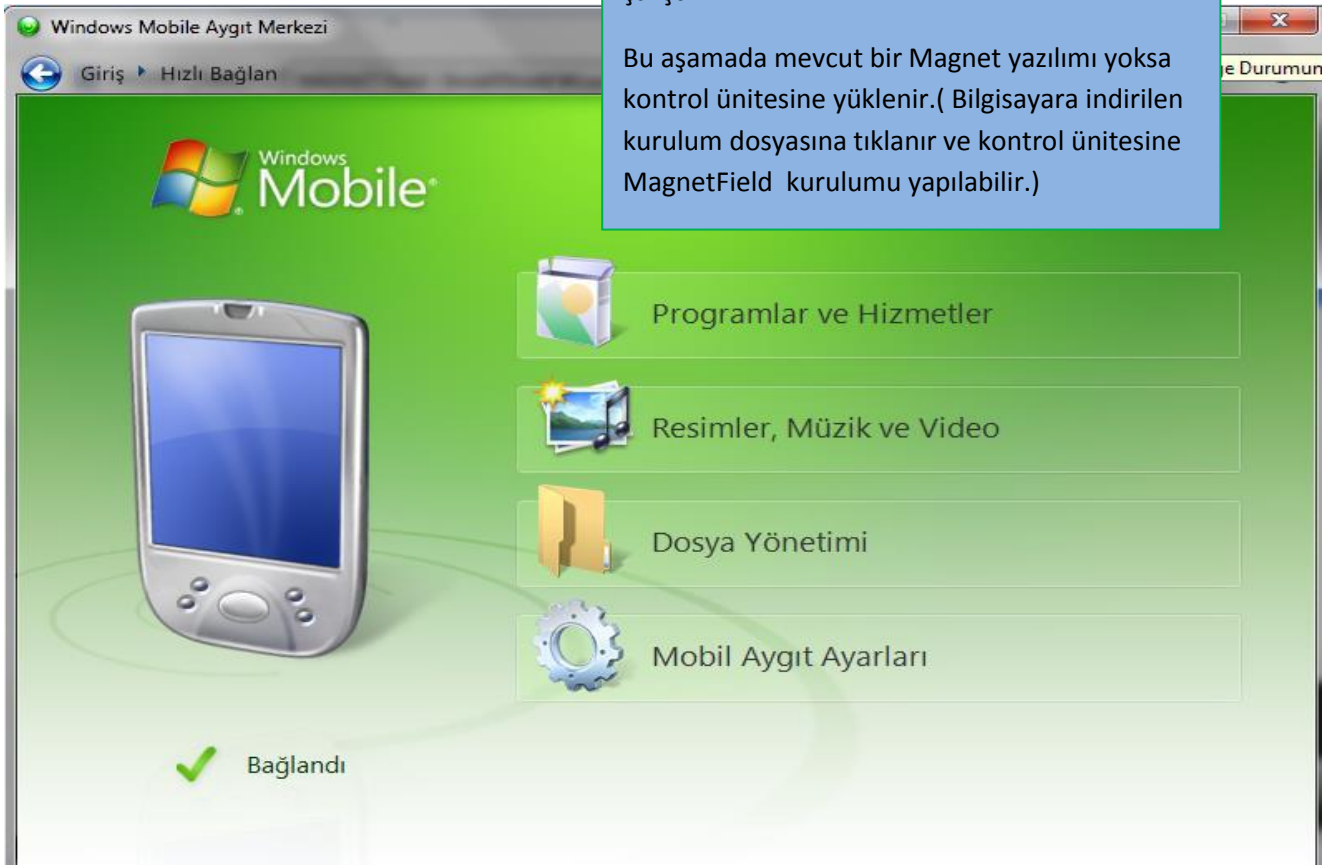 Windows Mobile Aygıt Merkezi
Giriş Hızlı Bağlan
Bu aşamada mevcut bir Magnet yazılımı yoksa
kontrol ünitesine yüklenir.( Bilgisayara indirilen
kurulum dosyasına tıklanır ve kontrol ünitesine
MagnetField kurulumu yapılabilir.)
Windows
Mobile
Programlar ve Hizmetler
Resimler, Müzik ve Video
Dosya Yönetimi
Mobil Aygıt Ayarları
Bağlandı